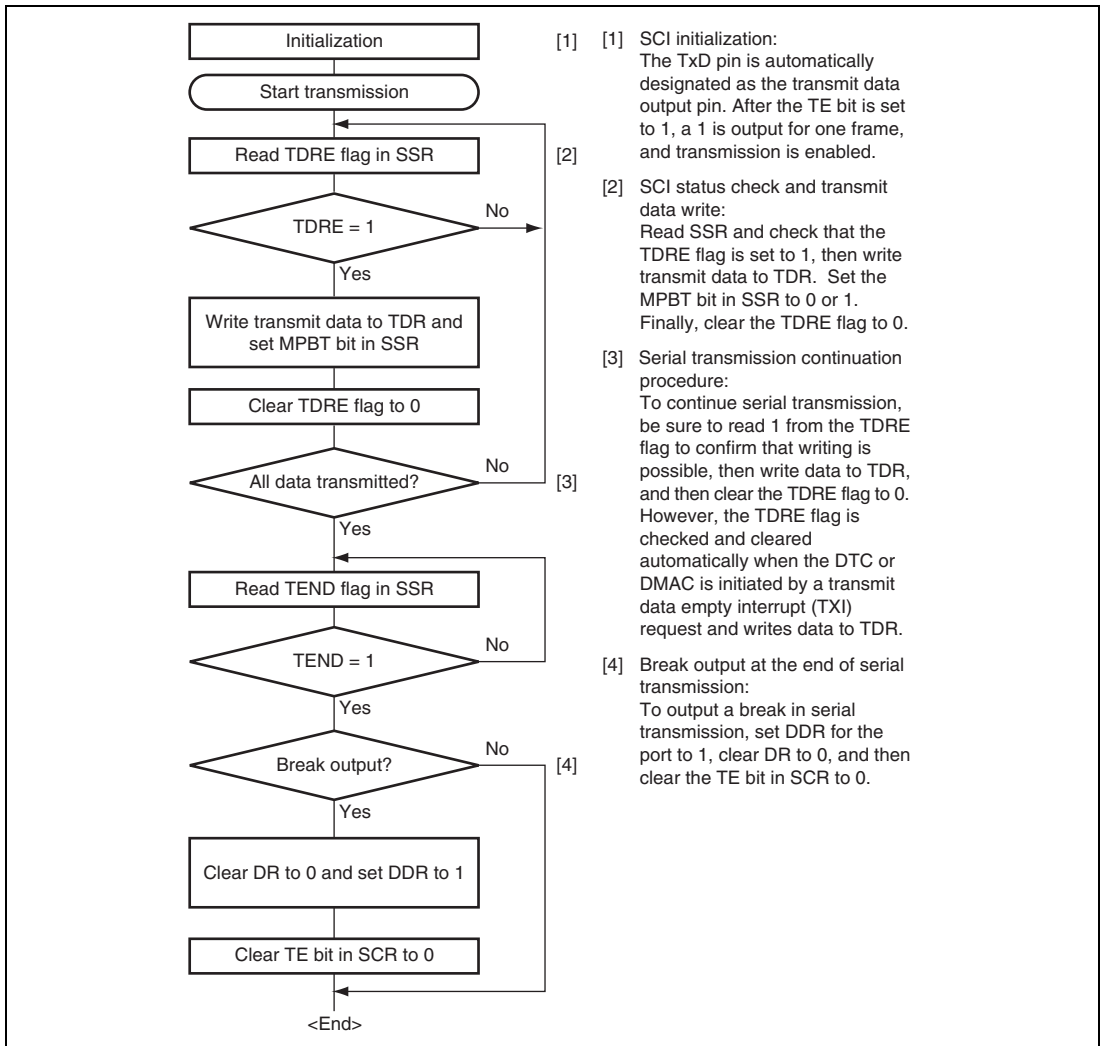 Initialization
[1]
Start transmission
Read TDRE flag in SSR
[2]
TDRE = 1
No
Yes
Write transmit data to TDR and
set MPBT bit in SSR
Clear TDRE flag to 0
All data transmitted?
No
[3]
Yes
Read TEND flag in SSR
TEND = 1
No
Yes
Break output?
No
[4]
Yes
Clear DR to 0 and set DDR to 1
Clear TE bit in SCR to 0
<End>
[1] SCI initialization:
The TxD pin is automatically
designated as the transmit data
output pin. After the TE bit is set
to 1, a 1 is output for one frame,
and transmission is enabled.
[2] SCI status check and transmit
data write:
Read SSR and check that the
TDRE flag is set to 1, then write
transmit data to TDR. Set the
MPBT bit in SSR to 0 or 1.
Finally, clear the TDRE flag to 0.
[3] Serial transmission continuation
procedure:
To continue serial transmission,
be sure to read 1 from the TDRE
flag to confirm that writing is
possible, then write data to TDR,
and then clear the TDRE flag to 0.
However, the TDRE flag is
checked and cleared
automatically when the DTC or
DMAC is initiated by a transmit
data empty interrupt (TXI)
request and writes data to TDR.
[4] Break output at the end of serial
transmission:
To output a break in serial
transmission, set DDR for the
port to 1, clear DR to 0, and then
clear the TE bit in SCR to 0.